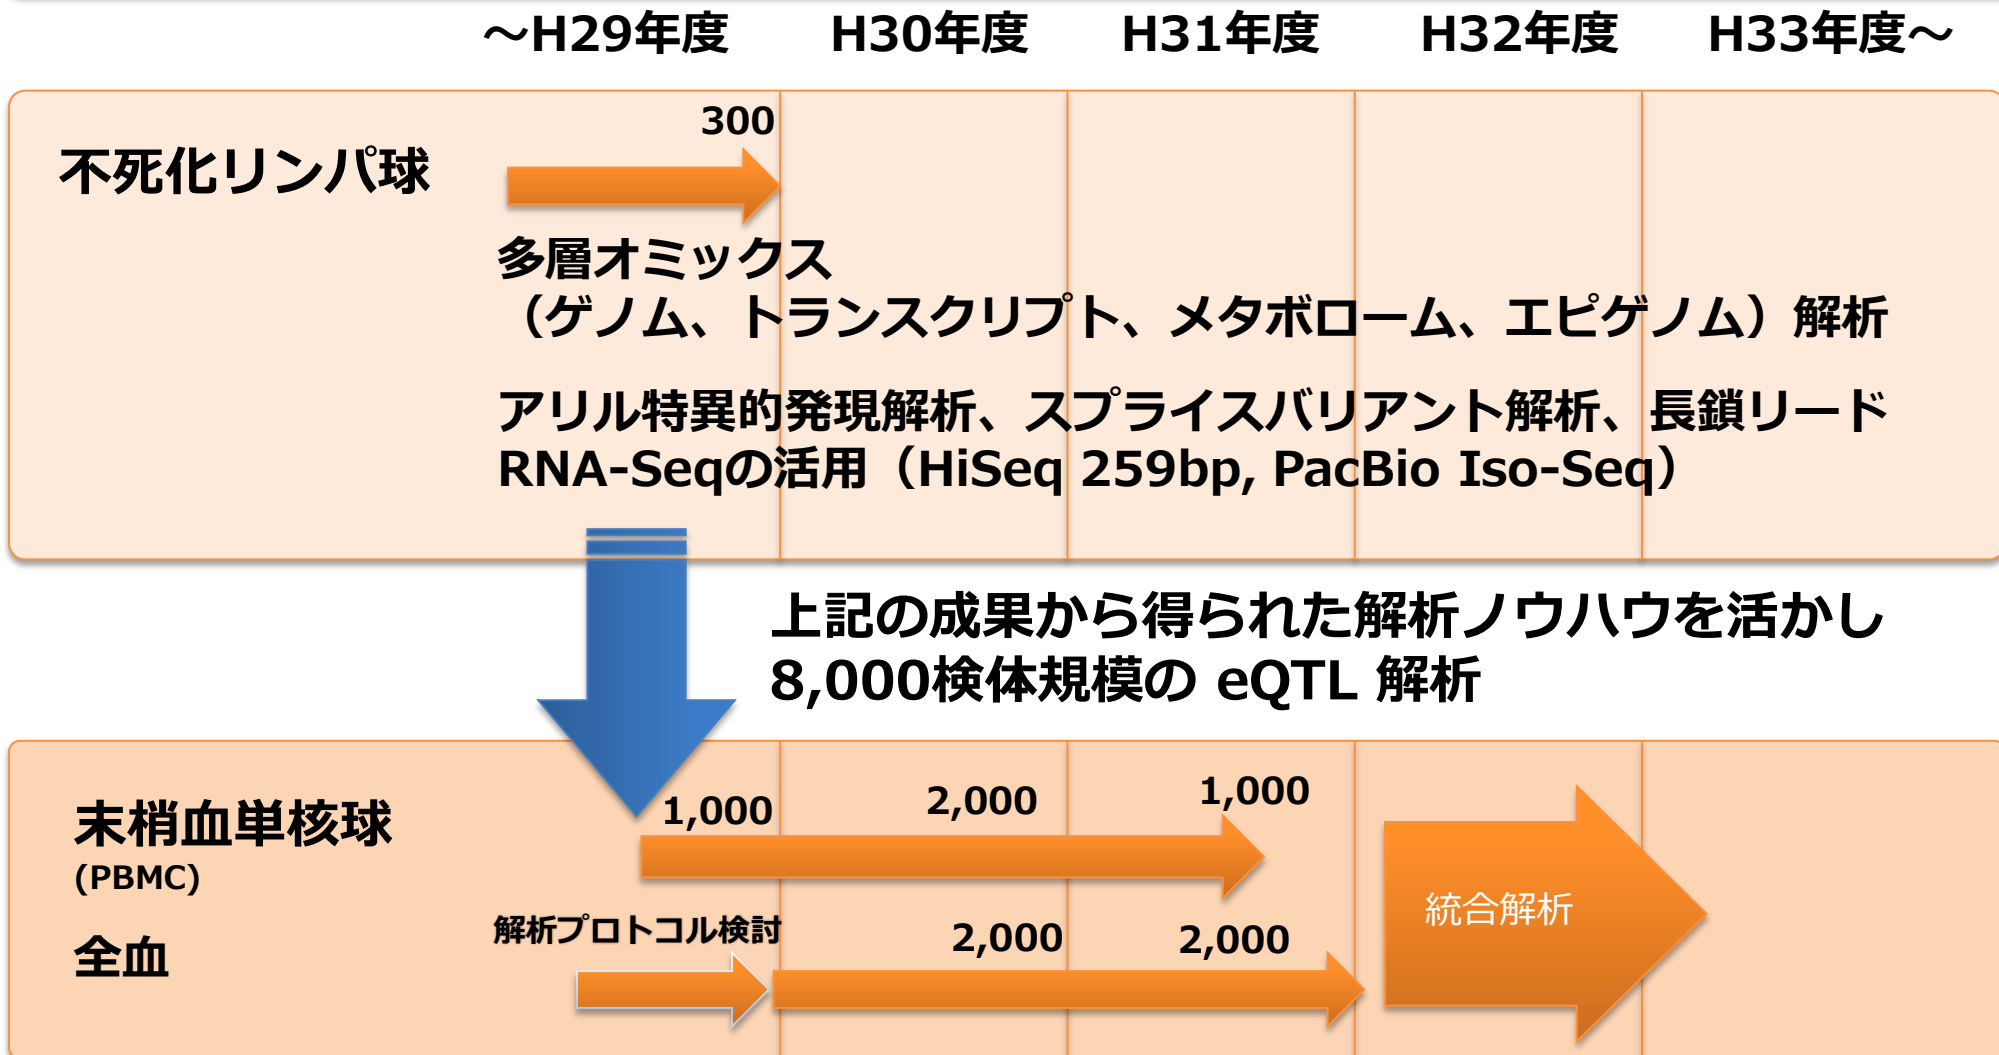 ～H29年度 H30年度 H31年度 H32年度 H33年度～
300
不死化リンパ球
多層オミックス
（ゲノム、トランスクリプト、メタボローム、エピゲノム）解析
アリル特異的発現解析、スプライスバリアント解析、長鎖リード
RNA-Seqの活用（HiSeq 259bp, PacBio Iso-Seq）
上記の成果から得られた解析ノウハウを活かし
8,000検体規模の eQTL 解析
末梢血単核球
(PBMC)
1,000 2,000 1,000
全血
解析プロトコル検討
2,000 2,000
統合解析